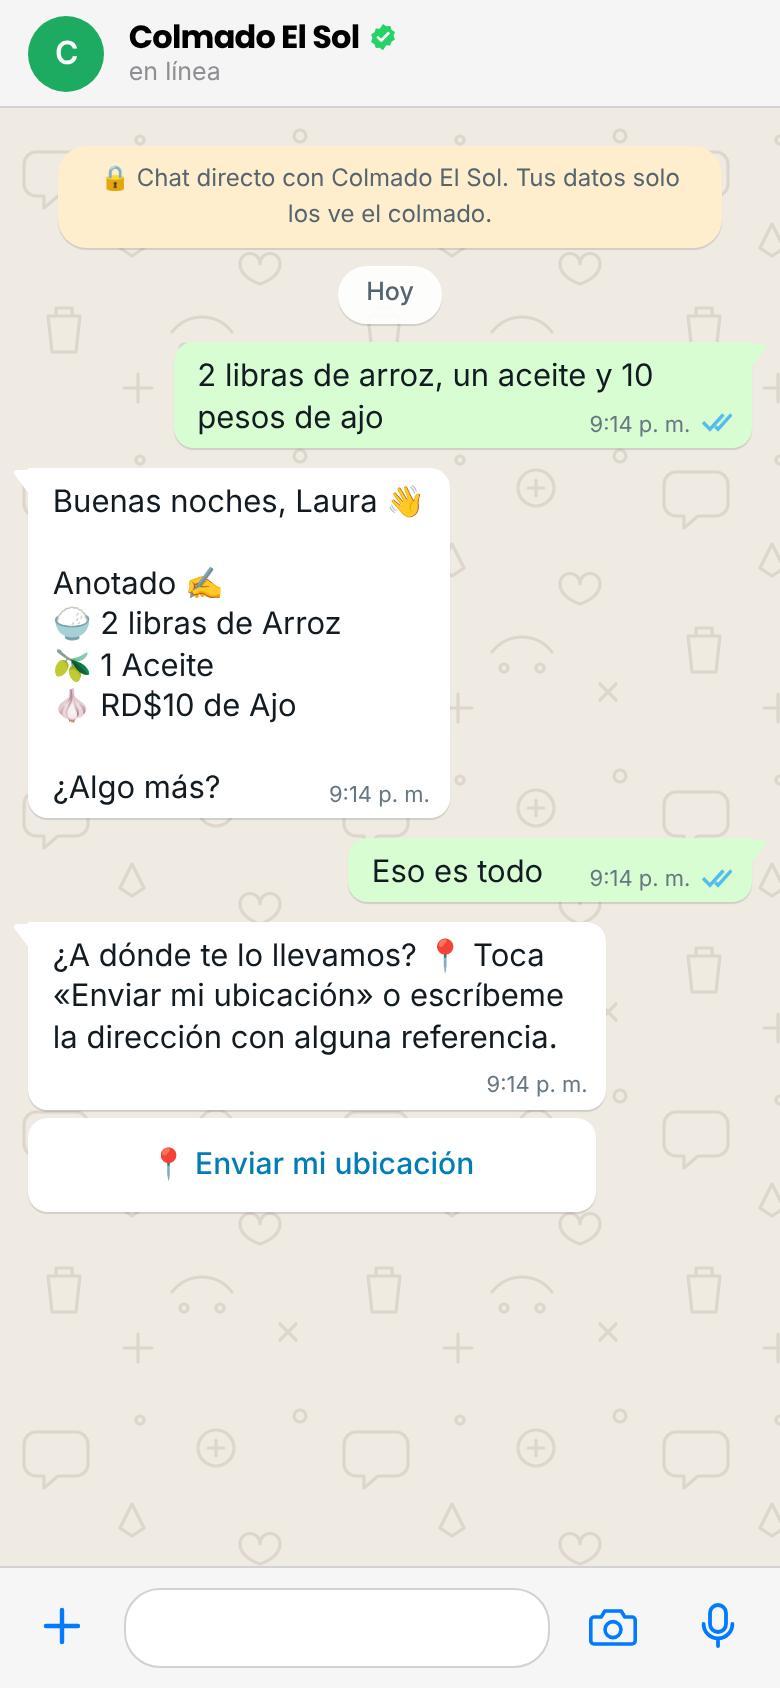 C
Colmado El Sol
en línea
🔒 Chat directo con Colmado El Sol. Tus datos solo
los ve el colmado.
Hoy
2 libras de arroz, un aceite y 10
pesos de ajo
9:14 p. m.
Buenas noches, Laura 👋
Anotado ✍️
🍚 2 libras de Arroz
🫒 1 Aceite
🧄 RD$10 de Ajo
¿Algo más?
9:14 p. m.
Eso es todo
9:14 p. m.
¿A dónde te lo llevamos? 📍 Toca
«Enviar mi ubicación» o escríbeme
la dirección con alguna referencia.
9:14 p. m.
📍 Enviar mi ubicación